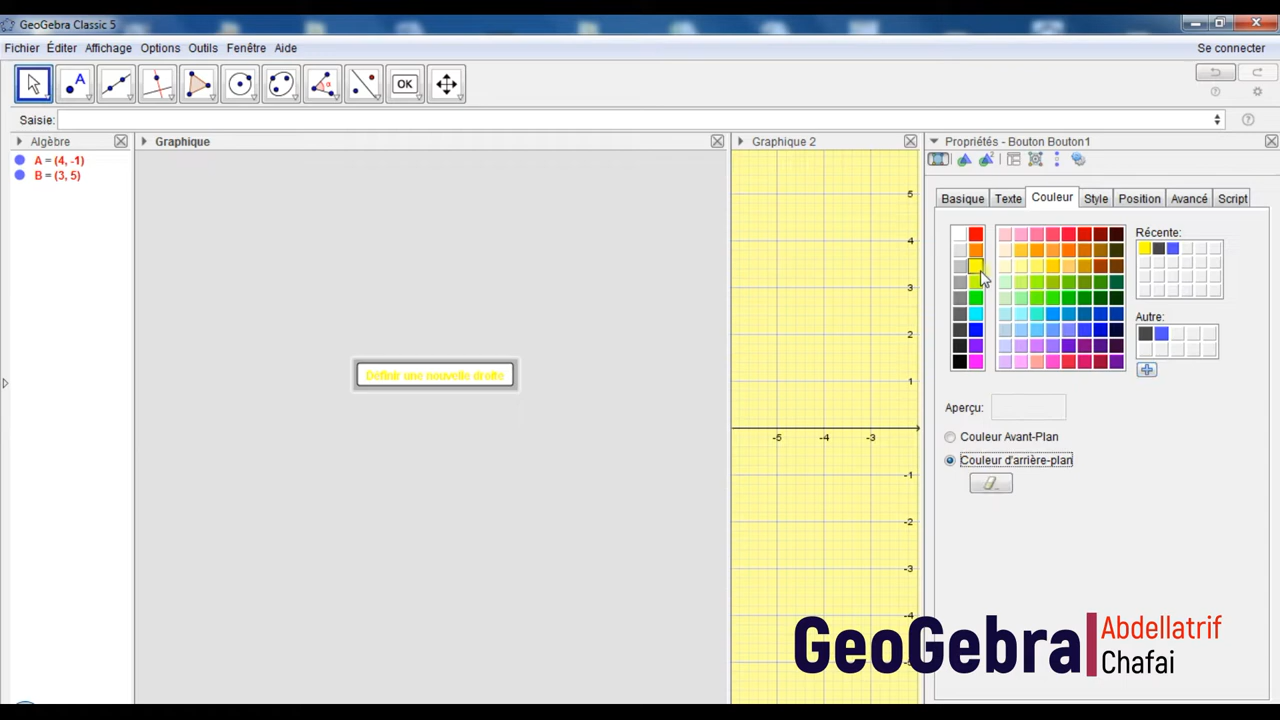 GeoGebra Classic 5
Fichier Éditer Affichage Options Outils Fenêtre Aide Se connecter
OK
Saisie:
Algèbre
A = (4, -1)
B = (3, 5)
Graphique
Définir une nouvelle droite
Graphique 2
5
4
3
2
1
-5 -4 -3
-1
-2
-3
-4
Propriétés - Bouton Bouton1
Basique Texte Couleur Style Position Avancé Script
Récente:
Autre:
Aperçu:
Couleur Avant-Plan
Couleur d'arrière-plan
GeoGebra
Abdellatrif
Chafai